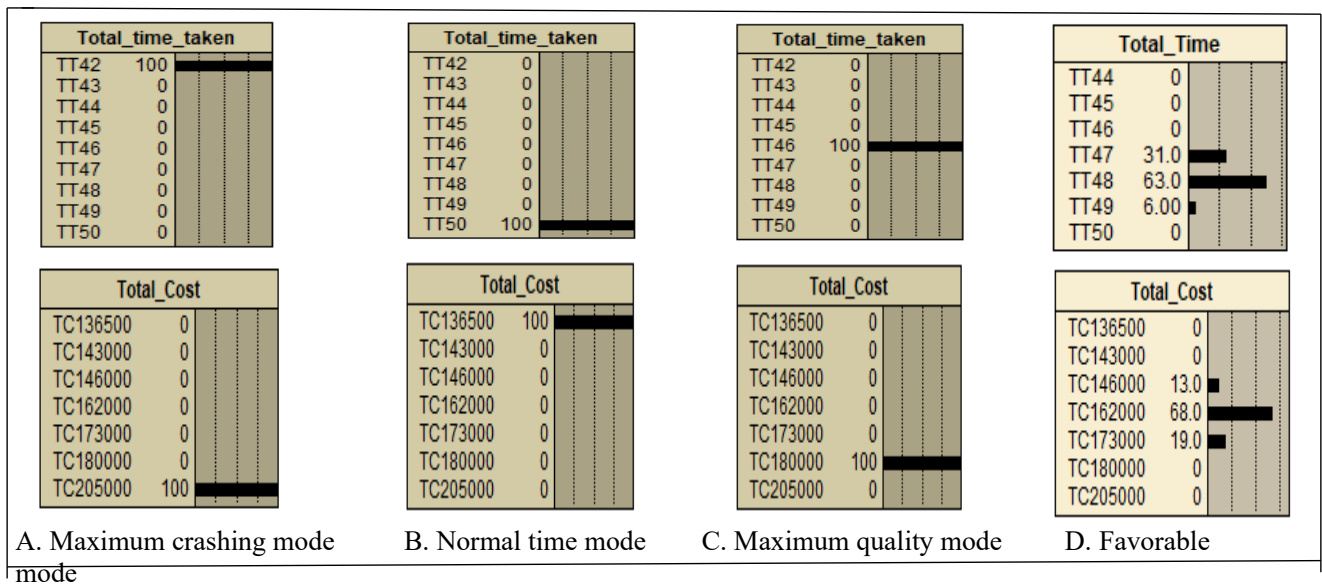 Total_time_taken
TT42 100
TT43 0
TT44 0
TT45 0
TT46 0
TT47 0
TT48 0
TT49 0
TT50 0
Total_Cost
TC136500 0
TC143000 0
TC146000 0
TC162000 0
TC173000 0
TC180000 0
TC205000 100
Total_time_taken
TT42 0
TT43 0
TT44 0
TT45 0
TT46 0
TT47 0
TT48 0
TT49 0
TT50 100
Total_Cost
TC136500 100
TC143000 0
TC146000 0
TC162000 0
TC173000 0
TC180000 0
TC205000 0
Total_time_taken
TT42 0
TT43 0
TT44 0
TT45 0
TT46 100
TT47 0
TT48 0
TT49 0
TT50 0
Total_Cost
TC136500 0
TC143000 0
TC146000 0
TC162000 0
TC173000 0
TC180000 100
TC205000 0
Total_Time
TT44 0
TT45 0
TT46 0
TT47 31.0
TT48 63.0
TT49 6.00
TT50 0
Total_Cost
TC136500 0
TC143000 0
TC146000 13.0
TC162000 68.0
TC173000 19.0
TC180000 0
TC205000 0
A. Maximum crashing mode B. Normal time mode C. Maximum quality mode D. Favorable
mode